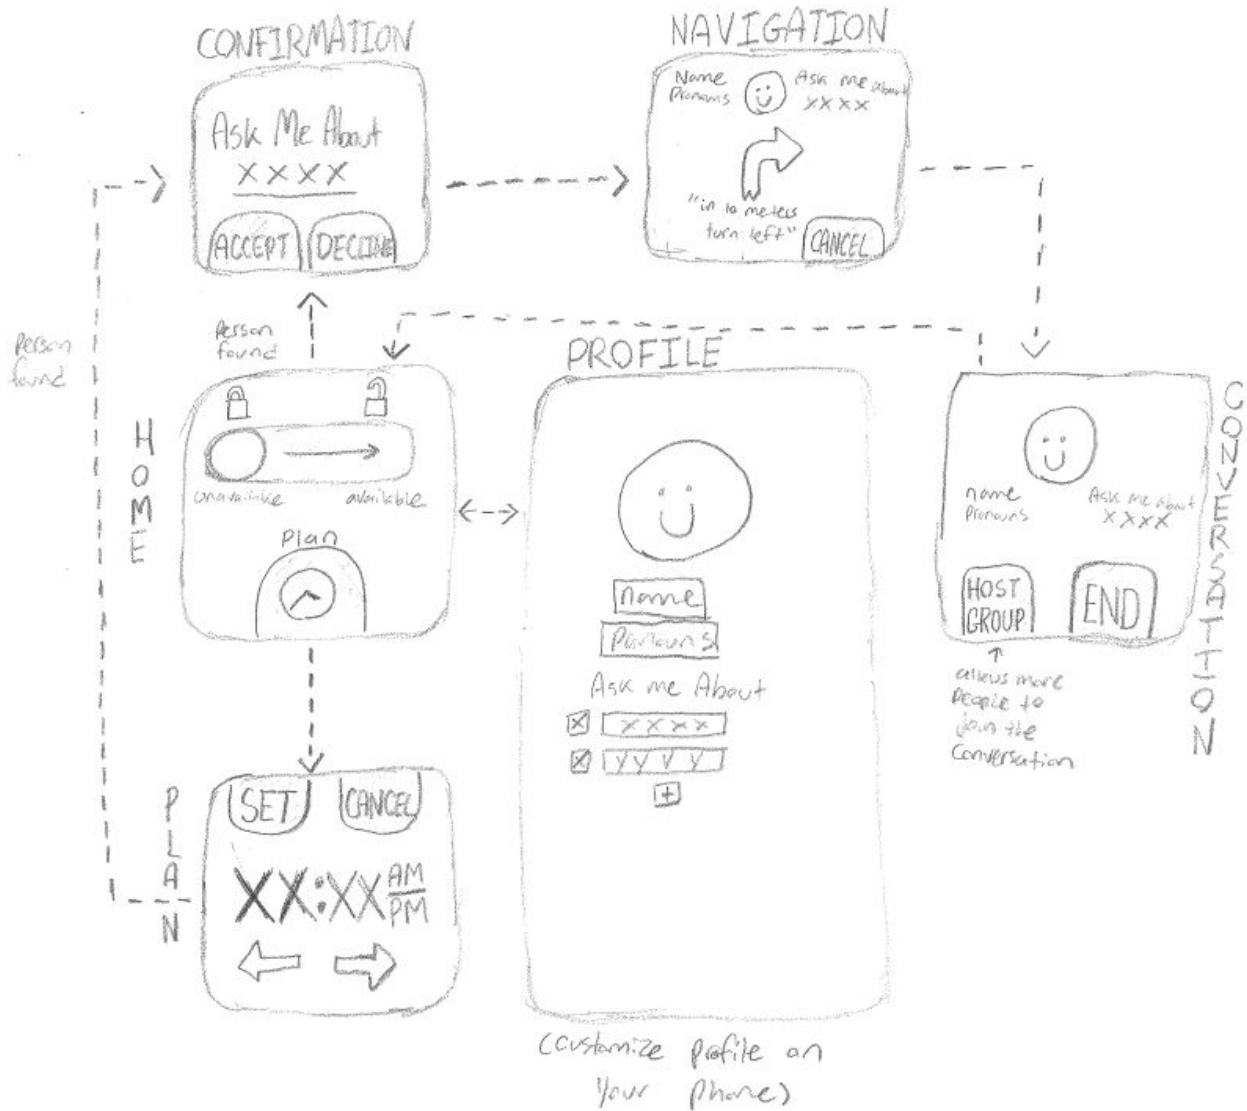 CONFIRMATION
Ask Me About
XXXX
ACCEPT
DECLINE
NAVIGATION
Name
Pronouns
Ask me about
XXXX
"in 10 meters
turn left"
CANCEL
Person
found
Person
found
HOME
unavailable
available
Plan
PROFILE
name
Pronouns
Ask me About
XXXX
YYYY
(customize profile on
your phone)
CONVERSATION
name
Pronouns
Ask me About
XXXX
HOST
GROUP
END
allows more
people to
join the
conversation
PLAN
SET
CANCEL
XX:XX AM
PM